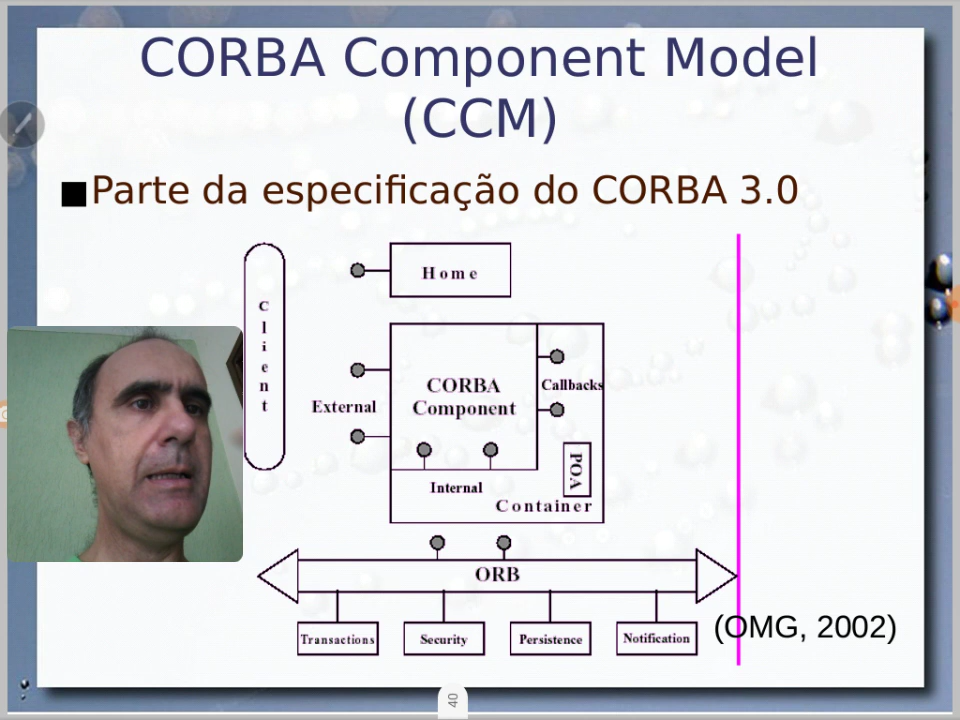 CORBA Component Model
(CCM)
■Parte da especificação do CORBA 3.0
Client
Home
External
CORBA
Component
Callbacks
Internal
POA
Container
ORB
Transactions
Security
Persistence
Notification
(OMG, 2002)
40